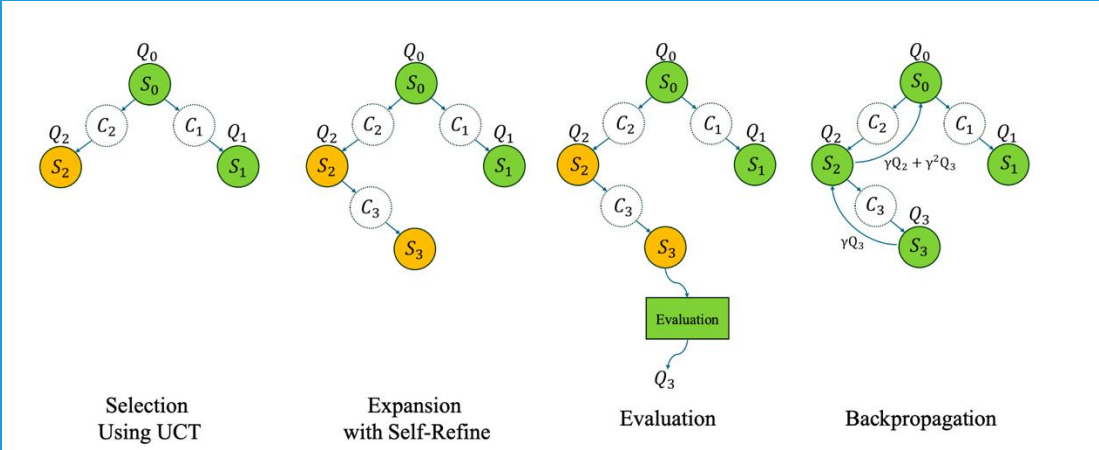 Q₀
S₀
C₂
C₁
Q₂
Q₁
S₂
S₁
Selection
Using UCT
Q₀
S₀
C₂
C₁
Q₂
Q₁
S₂
S₁
C₃
S₃
Expansion
with Self-Refine
Q₀
S₀
C₂
C₁
Q₂
Q₁
S₂
S₁
C₃
S₃
Evaluation
Q₃
Evaluation
Q₀
S₀
C₂
C₁
Q₂
Q₁
S₂
γQ₂ + γ²Q₃
S₁
C₃
Q₃
γQ₃
S₃
Backpropagation